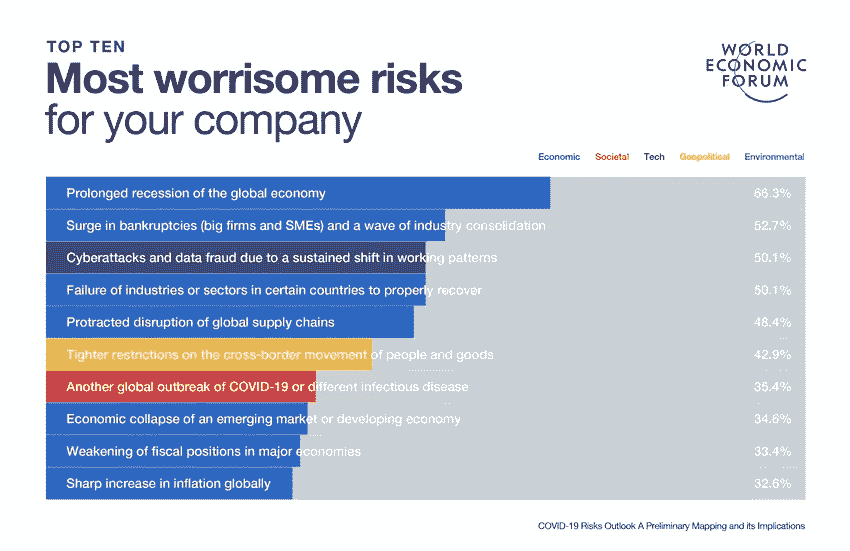 TOP TEN
Most worrisome risks
for your company
WORLD
ECONOMIC
FORUM
Economic Societal Tech Geopolitical Environmental
Prolonged recession of the global economy 66.3%
Surge in bankruptcies (big firms and SMEs) and a wave of industry consolidation 52.7%
Cyberattacks and data fraud due to a sustained shift in working patterns 50.1%
Failure of industries or sectors in certain countries to properly recover 50.1%
Protracted disruption of global supply chains 48.4%
Tighter restrictions on the cross-border movement of people and goods 42.9%
Another global outbreak of COVID-19 or different infectious disease 35.4%
Economic collapse of an emerging market or developing economy 34.6%
Weakening of fiscal positions in major economies 33.4%
Sharp increase in inflation globally 32.6%
COVID-19 Risks Outlook A Preliminary Mapping and its Implications